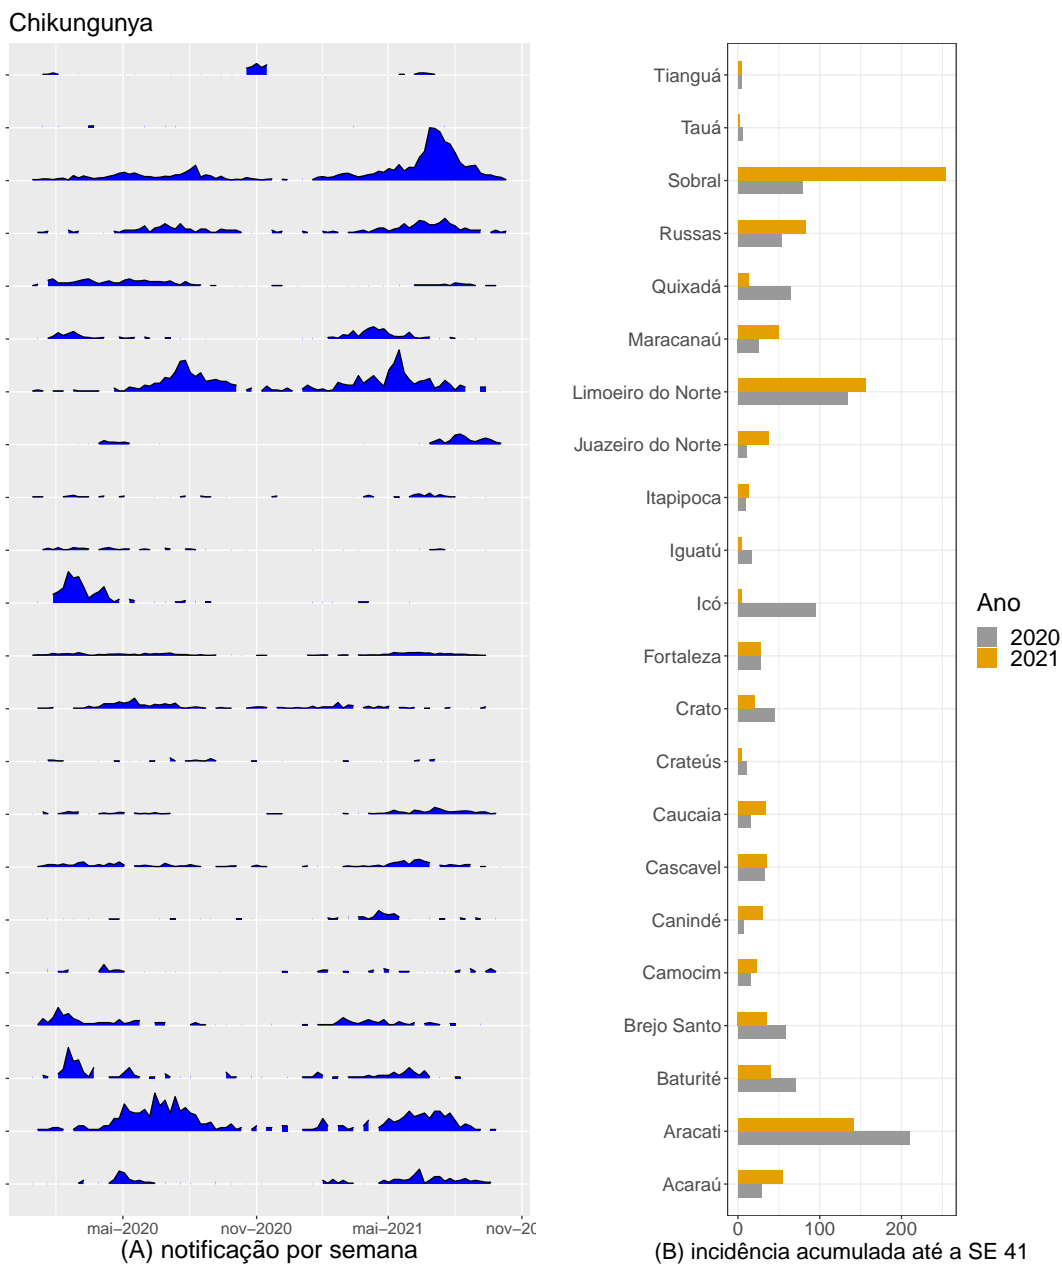 Chikungunya
Tianguá
Tauá
Sobral
Russas
Quixadá
Maracanaú
Limoeiro do Norte
Juazeiro do Norte
Itapipoca
Iguatú
Icó
Fortaleza
Crato
Crateús
Caucaia
Cascavel
Canindé
Camocim
Brejo Santo
Baturité
Aracati
Acaraú
Ano
2020
2021
mai–2020 nov–2020 mai–2021 nov–20
0 100 200
(A) notificação por semana
(B) incidência acumulada até a SE 41